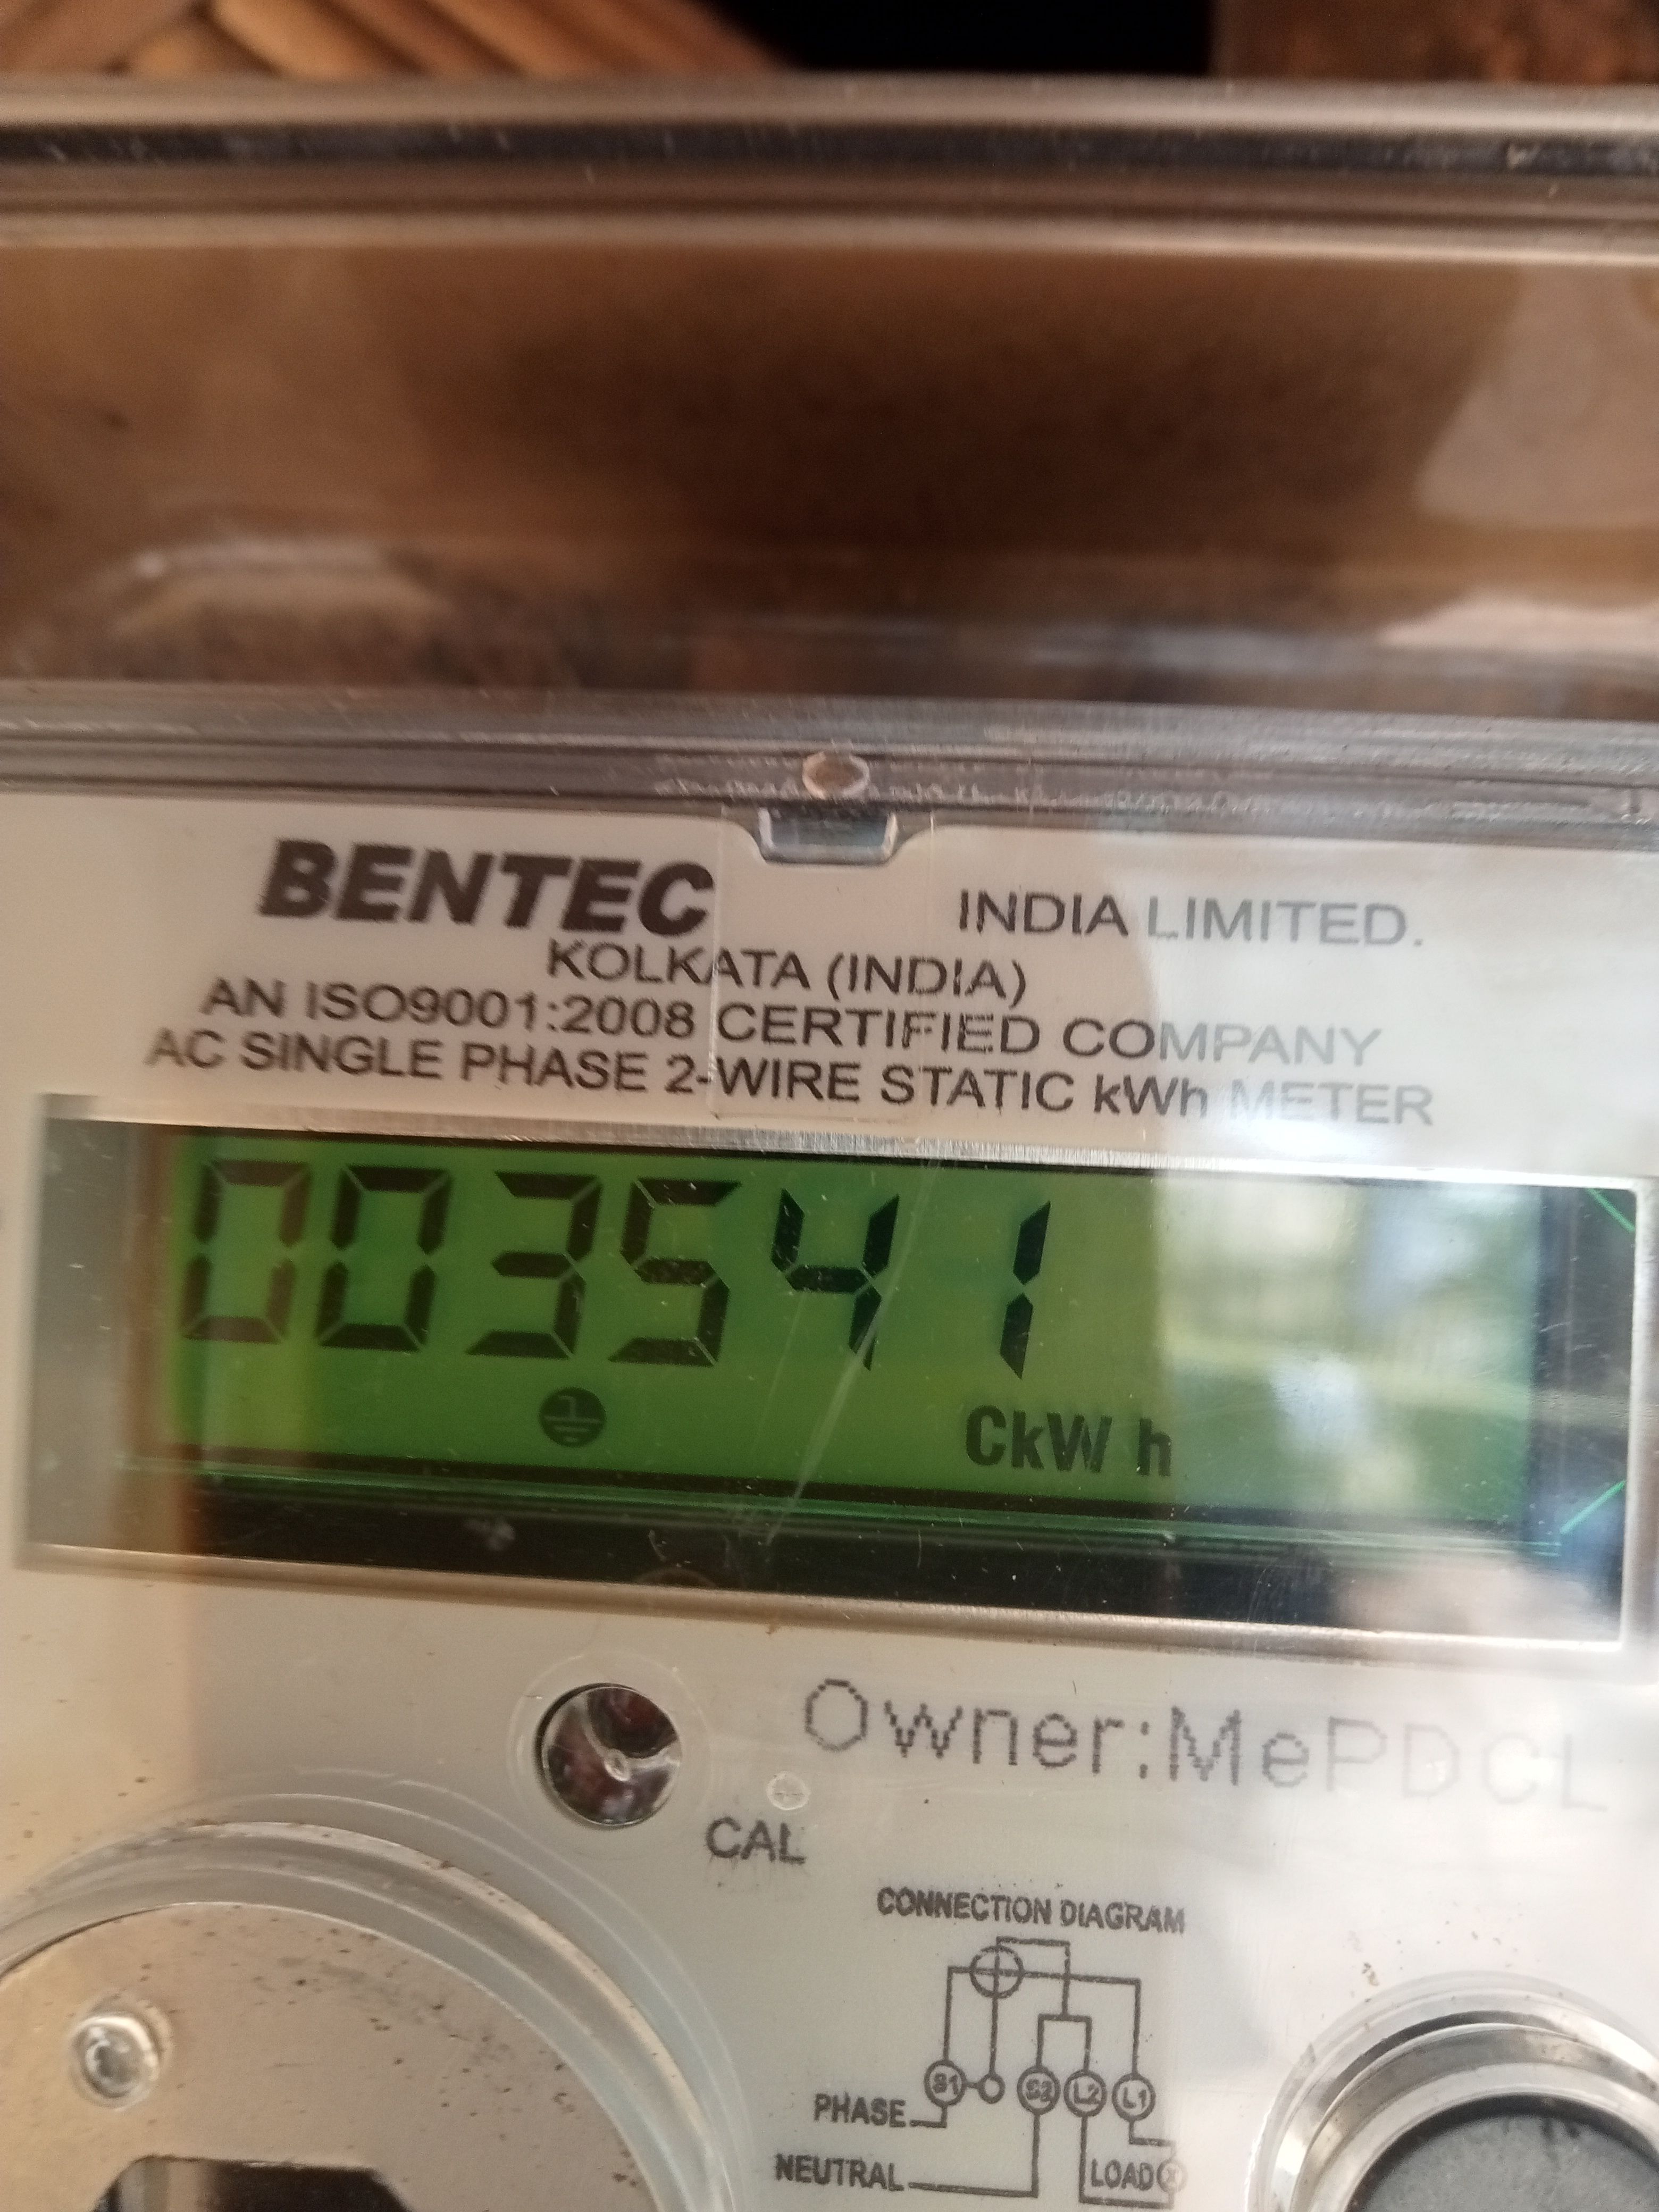 BENTEC INDIA LIMITED.
KOLKATA (INDIA)
AN ISO9001:2008 CERTIFIED COMPANY
AC SINGLE PHASE 2-WIRE STATIC kWh METER
003541
CkW h
Owner:MePDCL
CAL
CONNECTION DIAGRAM
S1 S2 L2 L1
PHASE
NEUTRAL LOAD